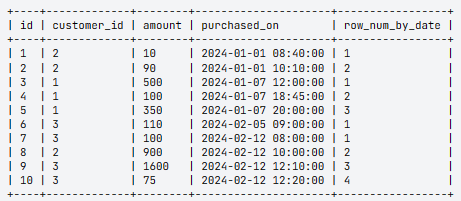 +----+-------------+--------+---------------------+-----------------+
| id | customer_id | amount | purchased_on        | row_num_by_date |
+----+-------------+--------+---------------------+-----------------+
| 1  | 2           | 10     | 2024-01-01 08:40:00 | 1               |
| 2  | 2           | 90     | 2024-01-01 10:10:00 | 2               |
| 3  | 1           | 500    | 2024-01-07 12:00:00 | 1               |
| 4  | 1           | 100    | 2024-01-07 18:45:00 | 2               |
| 5  | 1           | 350    | 2024-01-07 20:00:00 | 3               |
| 6  | 3           | 110    | 2024-02-05 09:00:00 | 1               |
| 7  | 3           | 100    | 2024-02-12 08:00:00 | 1               |
| 8  | 2           | 900    | 2024-02-12 10:00:00 | 2               |
| 9  | 3           | 1600   | 2024-02-12 12:10:00 | 3               |
| 10 | 3           | 75     | 2024-02-12 12:20:00 | 4               |
+----+-------------+--------+---------------------+-----------------+